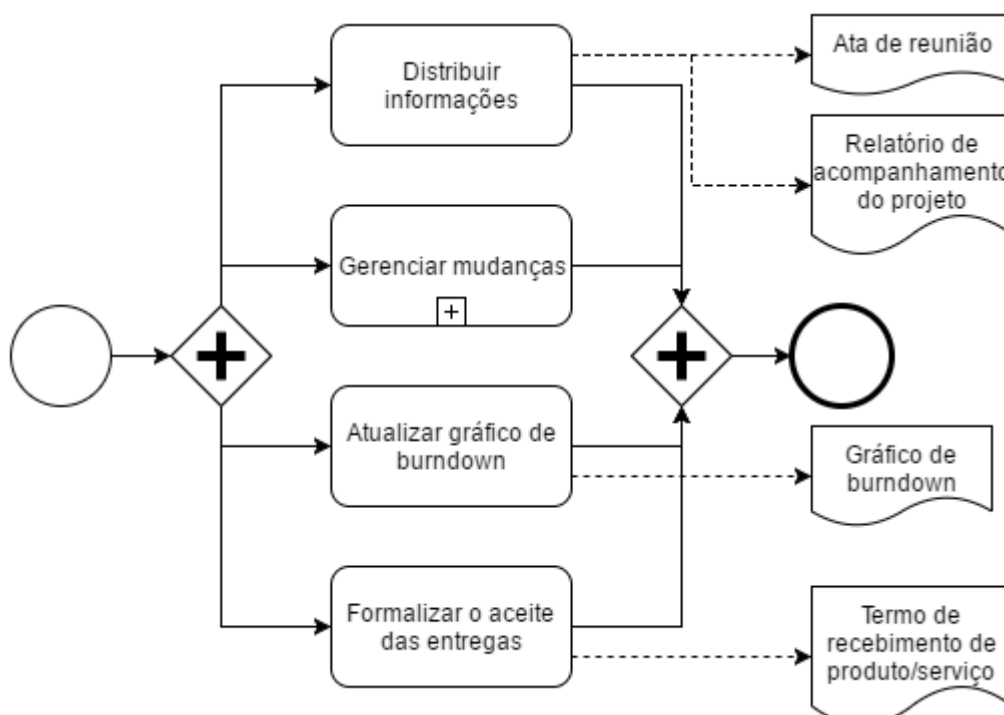 Distribuir
informações
Ata de reunião
Relatório de
acompanhamento
do projeto
Gerenciar mudanças
Atualizar gráfico de
burndown
Gráfico de
burndown
Formalizar o aceite
das entregas
Termo de
recebimento de
produto/serviço